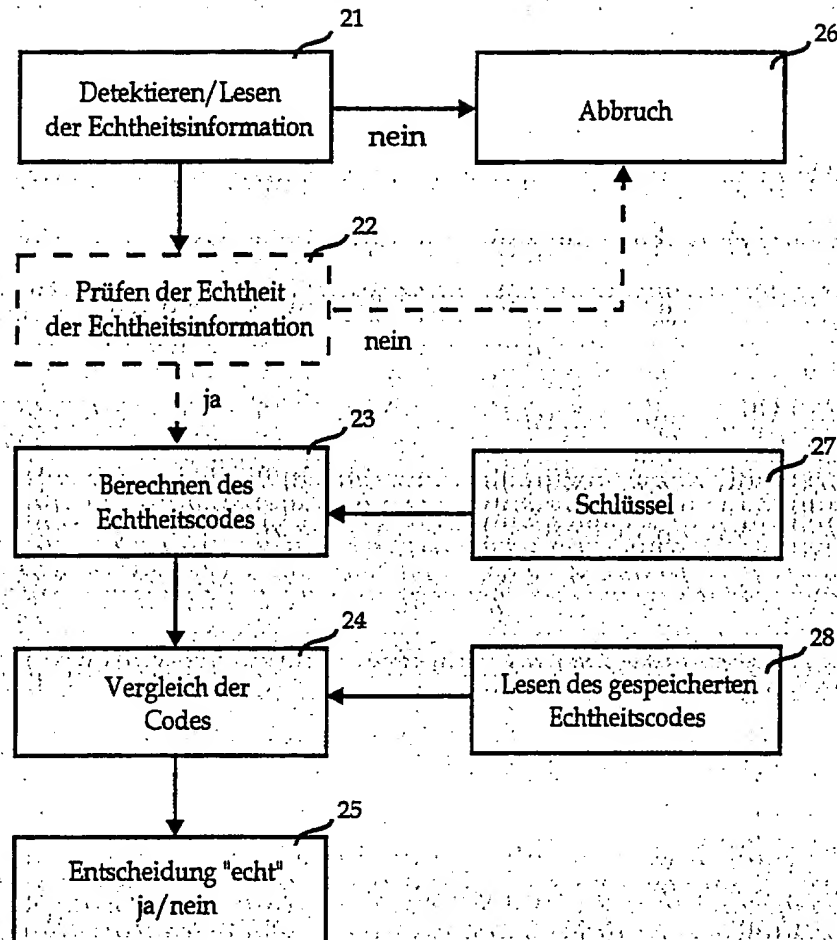 21
Detektieren/Lesen
der Echtheitsinformation
nein
26
Abbruch
22
Prüfen der Echtheit
der Echtheitsinformation
nein
ja
23
Berechnen des
Echtheitscodes
27
Schlüssel
24
Vergleich der
Codes
28
Lesen des gespeicherten
Echtheitscodes
25
Entscheidung "echt"
ja/nein